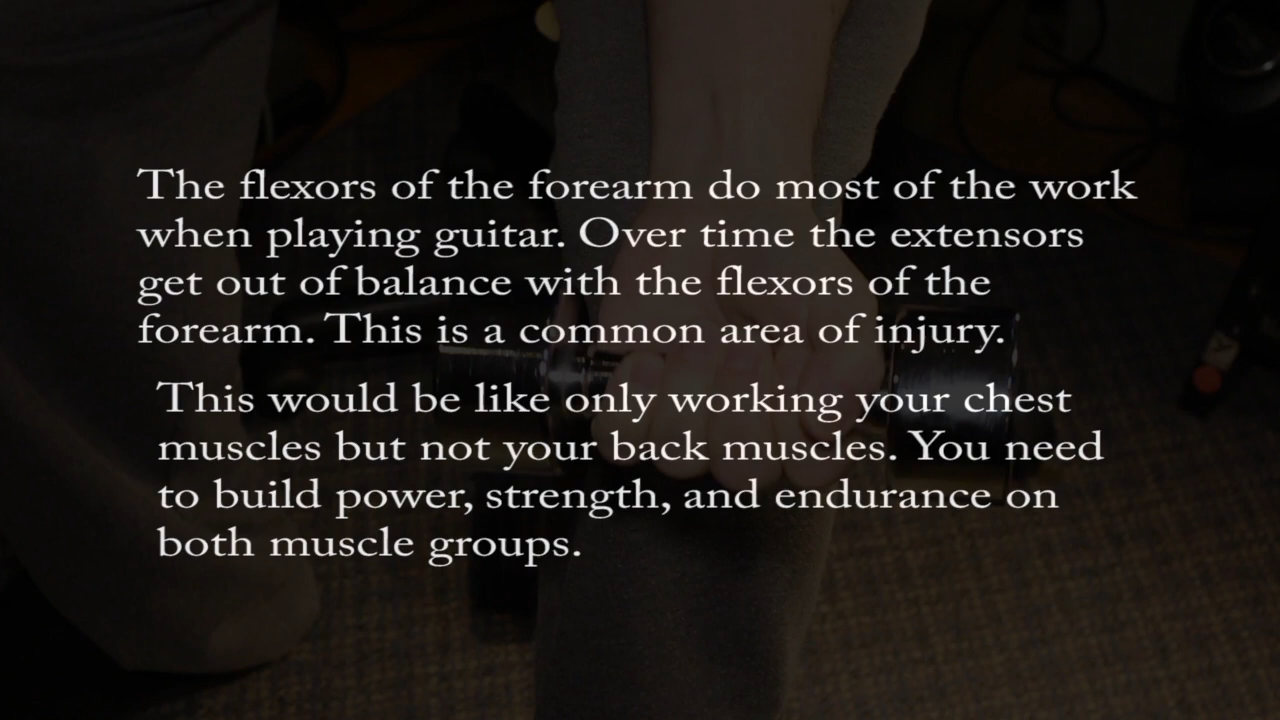 The flexors of the forearm do most of the work
when playing guitar. Over time the extensors
get out of balance with the flexors of the
forearm. This is a common area of injury.
This would be like only working your chest
muscles but not your back muscles. You need
to build power, strength, and endurance on
both muscle groups.